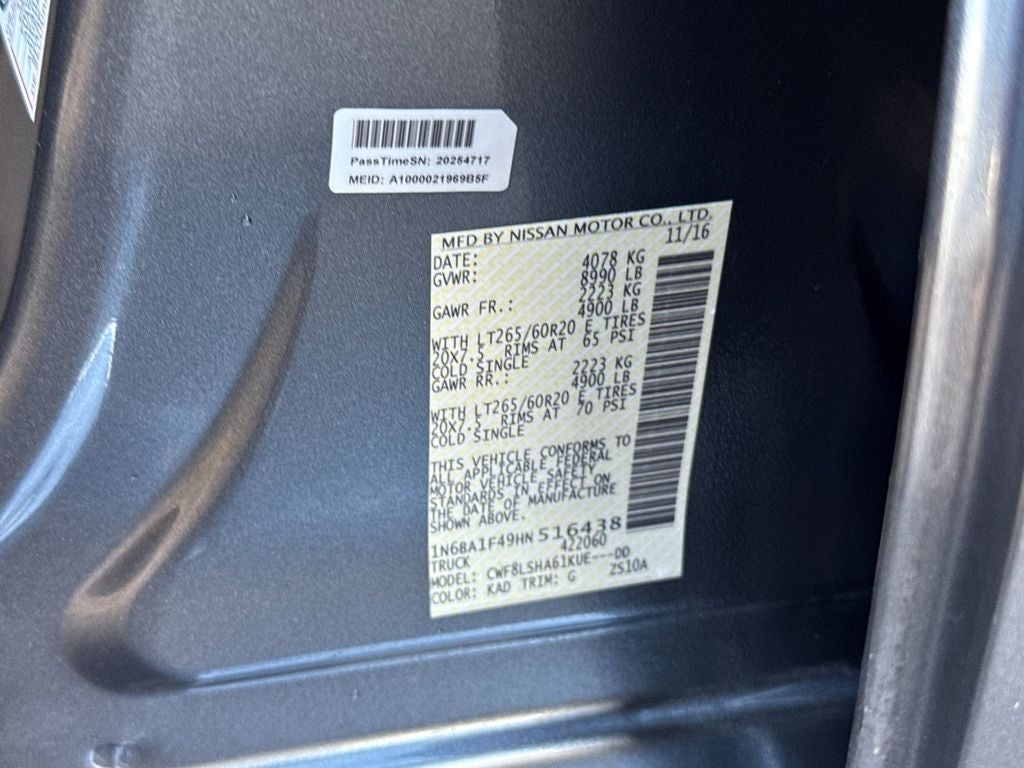 PassTimeSN: 20254717
MEID: A1000021969B5F
MFD BY NISSAN MOTOR CO., LTD.
DATE: 11/16
GVWR: 4078 KG
8990 LB
GAWR FR.: 2223 KG
4900 LB
WITH LT265/60R20 E TIRES
20X7.5 RIMS AT 65 PSI
COLD SINGLE
GAWR RR.: 2223 KG
4900 LB
WITH LT265/60R20 E TIRES
20X7.5 RIMS AT 70 PSI
COLD SINGLE
THIS VEHICLE CONFORMS TO
ALL APPLICABLE FEDERAL
MOTOR VEHICLE SAFETY
STANDARDS IN EFFECT ON
THE DATE OF MANUFACTURE
SHOWN ABOVE.
1N6BA1F49HN516438
TRUCK 422060
MODEL: CWF8LSHA61KUE---DD
COLOR: KAD TRIM: G ZS10A